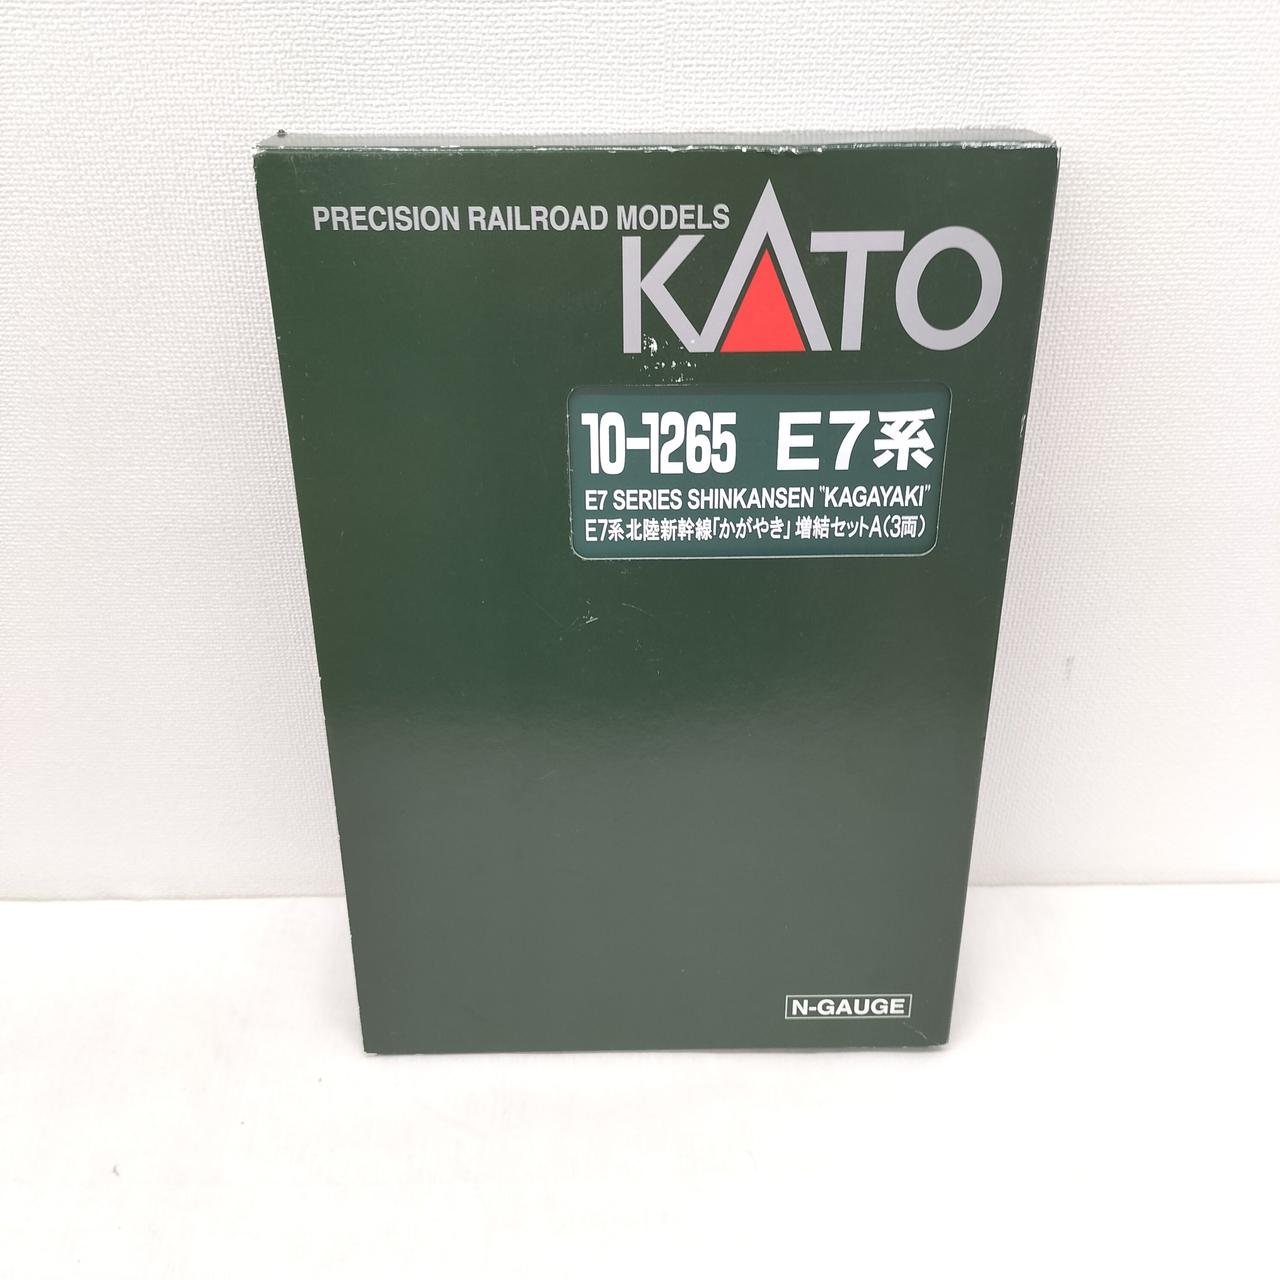 PRECISION RAILROAD MODELS
KATO
10-1265 E7系
E7 SERIES SHINKANSEN "KAGAYAKI"
E7系北陸新幹線「かがやき」増結セットA(3両)
N-GAUGE